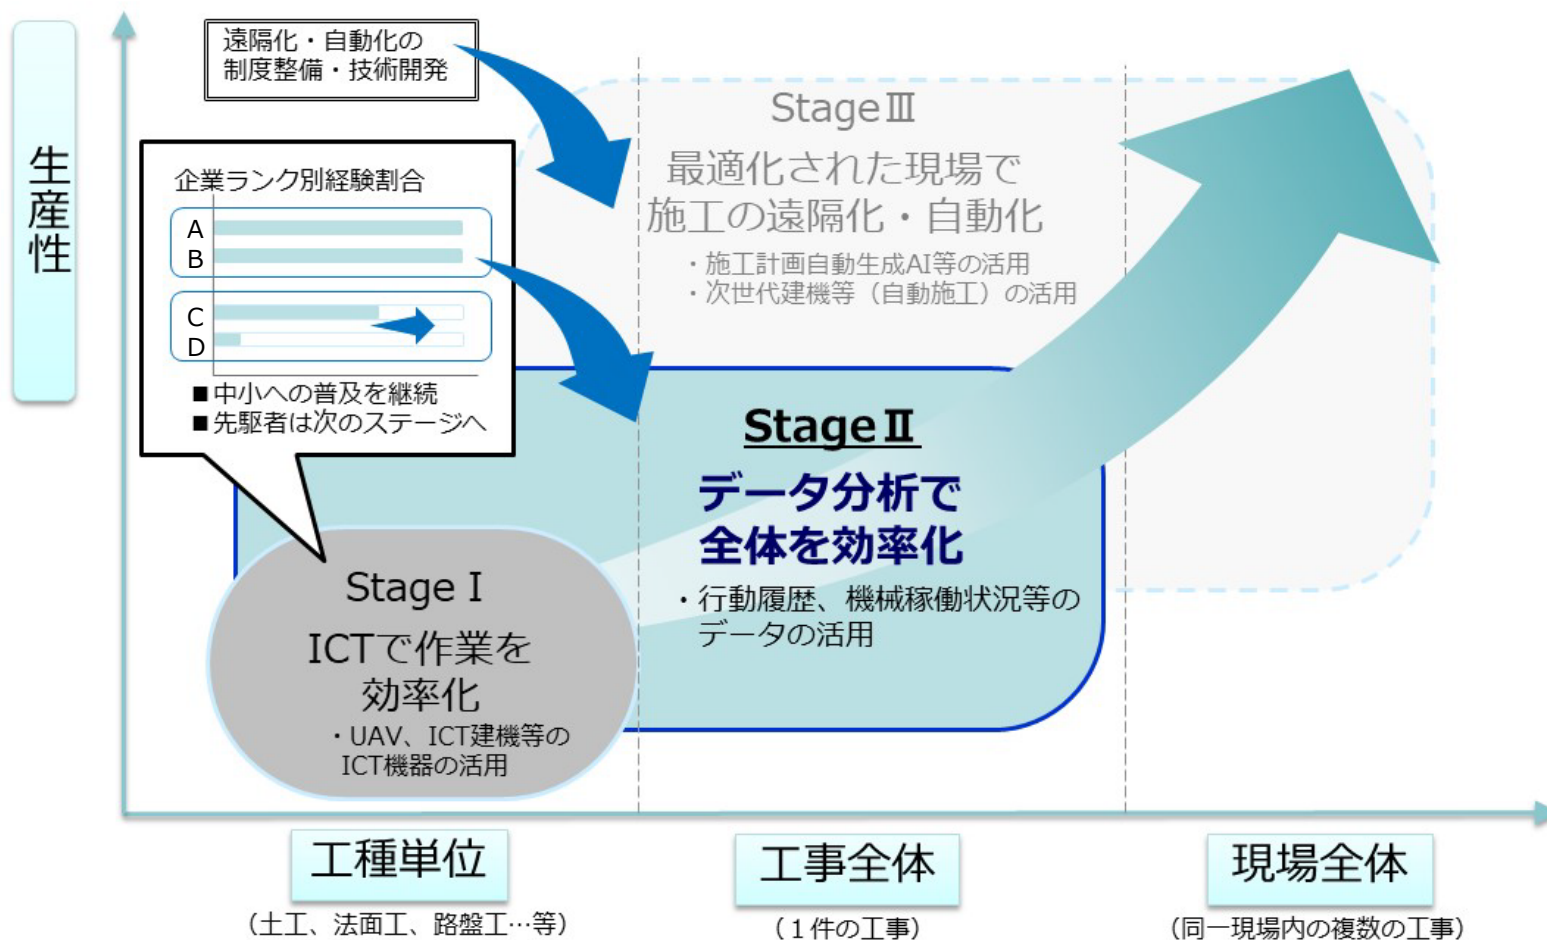 生産性
遠隔化・自動化の
制度整備・技術開発
企業ランク別経験割合
A
B
C
D
■中小への普及を継続
■先駆者は次のステージへ
StageⅢ
最適化された現場で
施工の遠隔化・自動化
・施工計画自動生成AI等の活用
・次世代建機等（自動施工）の活用
StageⅡ
データ分析で
全体を効率化
・行動履歴、機械稼働状況等の
データの活用
Stage I
ICTで作業を
効率化
・UAV、ICT建機等の
ICT機器の活用
工種単位
（土工、法面工、路盤工…等）
工事全体
（１件の工事）
現場全体
（同一現場内の複数の工事）